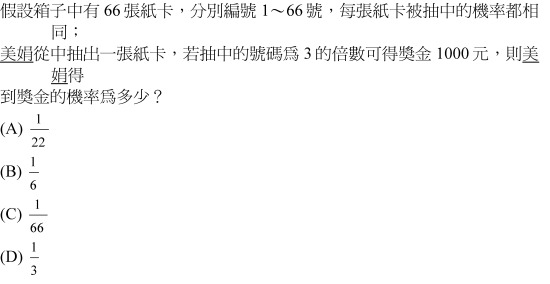 假設箱子中有 66 張紙卡，分別編號 1～66 號，每張紙卡被抽中的機率都相
同；
美娟從中抽出一張紙卡，若抽中的號碼爲 3 的倍數可得獎金 1000 元，則美
娟得
到獎金的機率爲多少？
(A) 1/22
(B) 1/6
(C) 1/66
(D) 1/3